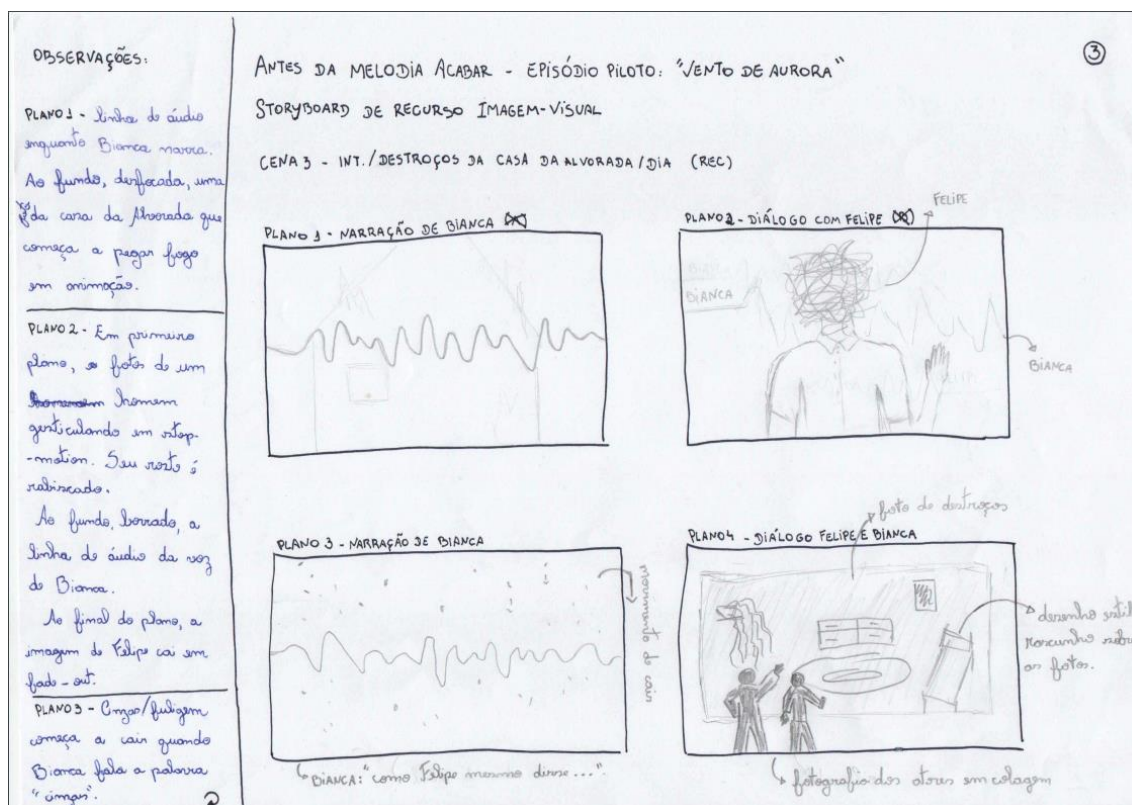 OBSERVAÇÕES:
PLANO 1 - linha de áudio
enquanto Bianca narra.
Ao fundo, desfocada, uma
da casa da Alvorada que
começa a pegar fogo
em animação.
PLANO 2 - Em primeiro
plano, fotos de um
homem
gesticulando em stop-
-motion. Seu rosto é
rabiscado.
Ao fundo, borrado, a
linha de áudio da voz
de Bianca.
Ao final do plano, a
imagem de Felipe cai em
fade-out.
PLANO 3 - Cinzas/fuligem
começa a cair quando
Bianca fala a palavra
"cinzas".
3
ANTES DA MELODIA ACABAR - EPISÓDIO PILOTO: "VENTO DE AURORA"
STORYBOARD DE RECURSO IMAGEM-VISUAL
CENA 3 - INT./DESTROÇOS DA CASA DA ALVORADA/DIA (REC)
PLANO 1 - NARRAÇÃO DE BIANCA
PLANO 2 - DIÁLOGO COM FELIPE
FELIPE
BIANCA
BIANCA
PLANO 3 - NARRAÇÃO DE BIANCA
movimento de cair
BIANCA: "como Felipe mesmo disse..."
PLANO 4 - DIÁLOGO FELIPE E BIANCA
foto de destroços
desenho estil
rascunho sobre
as fotos.
fotografia dos atores em colagem